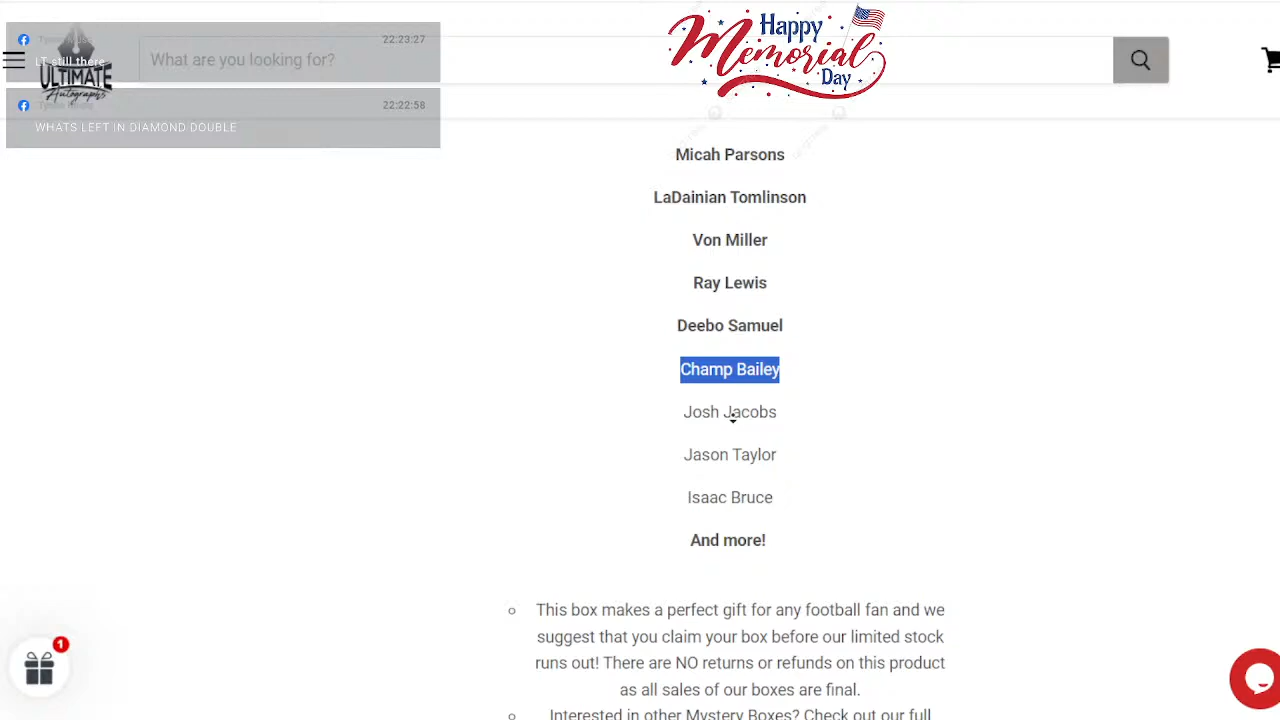 22:23:27
LT still there
ULTIMATE
Autographs
What are you looking for?
Happy
Memorial
Day
22:22:58
WHATS LEFT IN DIAMOND DOUBLE
Micah Parsons
LaDainian Tomlinson
Von Miller
Ray Lewis
Deebo Samuel
Champ Bailey
Josh Jacobs
Jason Taylor
Isaac Bruce
And more!
This box makes a perfect gift for any football fan and we
suggest that you claim your box before our limited stock
runs out! There are NO returns or refunds on this product
as all sales of our boxes are final.
1
Interested in other Mystery Boxes? Check out our full